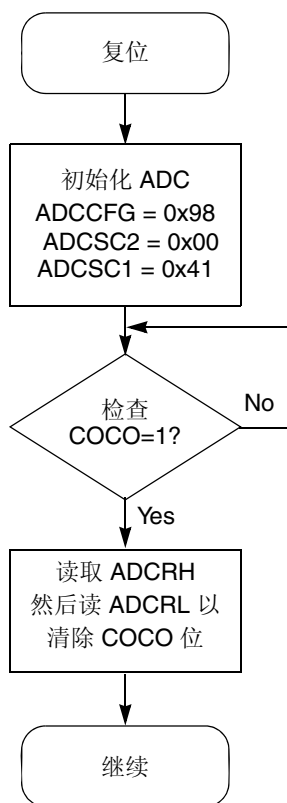 复位
初始化 ADC
ADCCFG = 0x98
ADCSC2 = 0x00
ADCSC1 = 0x41
检查
COCO=1?
No
Yes
读取 ADCRH
然后读 ADCRL 以
清除 COCO 位
继续